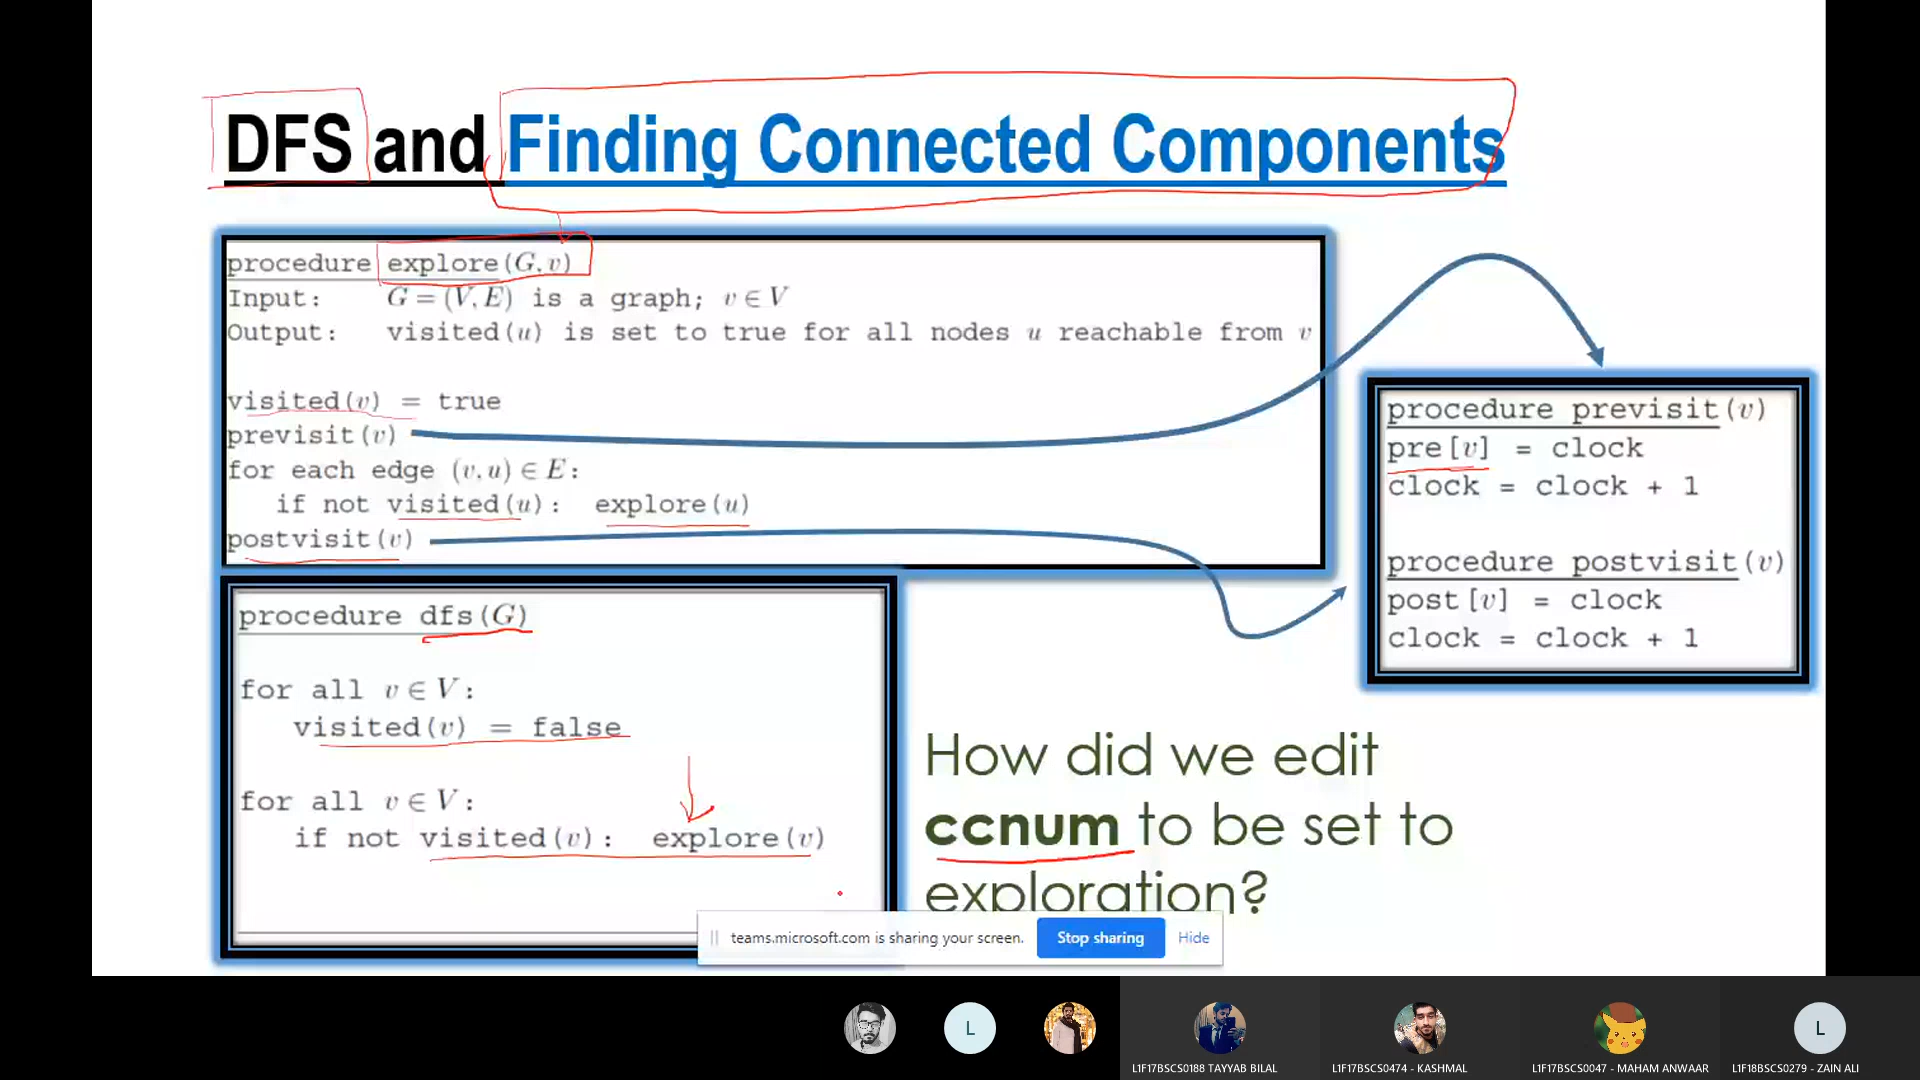 DFS and Finding Connected Components
procedure explore(G,v)
Input: G = (V,E) is a graph; v ∈ V
Output: visited(u) is set to true for all nodes u reachable from v
visited(v) = true
previsit(v)
for each edge (v,u) ∈ E:
if not visited(u): explore(u)
postvisit(v)
procedure previsit(v)
pre[v] = clock
clock = clock + 1
procedure postvisit(v)
post[v] = clock
clock = clock + 1
procedure dfs(G)
for all v ∈ V:
visited(v) = false
for all v ∈ V:
if not visited(v): explore(v)
How did we edit
ccnum to be set to
exploration?
teams.microsoft.com is sharing your screen. Stop sharing Hide
L
L
L1F17BSCS0188 TAYYAB BILAL
L1F17BSCS0474 - KASHMAL
L1F17BSCS0047 - MAHAM ANWAAR
L1F18BSCS0279 - ZAIN ALI